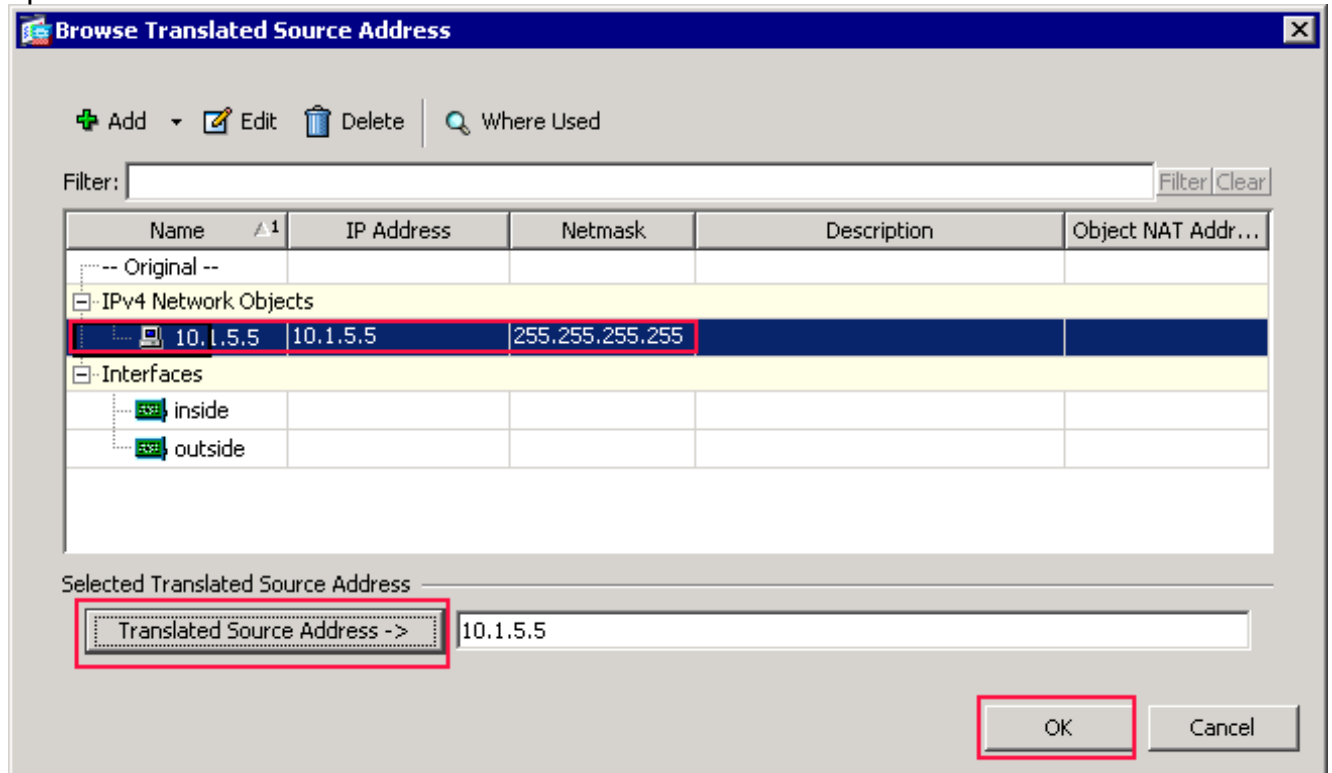 Browse Translated Source Address
Add Edit Delete Where Used
Filter: Filter Clear
Name 1 IP Address Netmask Description Object NAT Addr...
-- Original --
IPv4 Network Objects
10.1.5.5 10.1.5.5 255.255.255.255
Interfaces
inside
outside
Selected Translated Source Address
Translated Source Address -> 10.1.5.5
OK Cancel